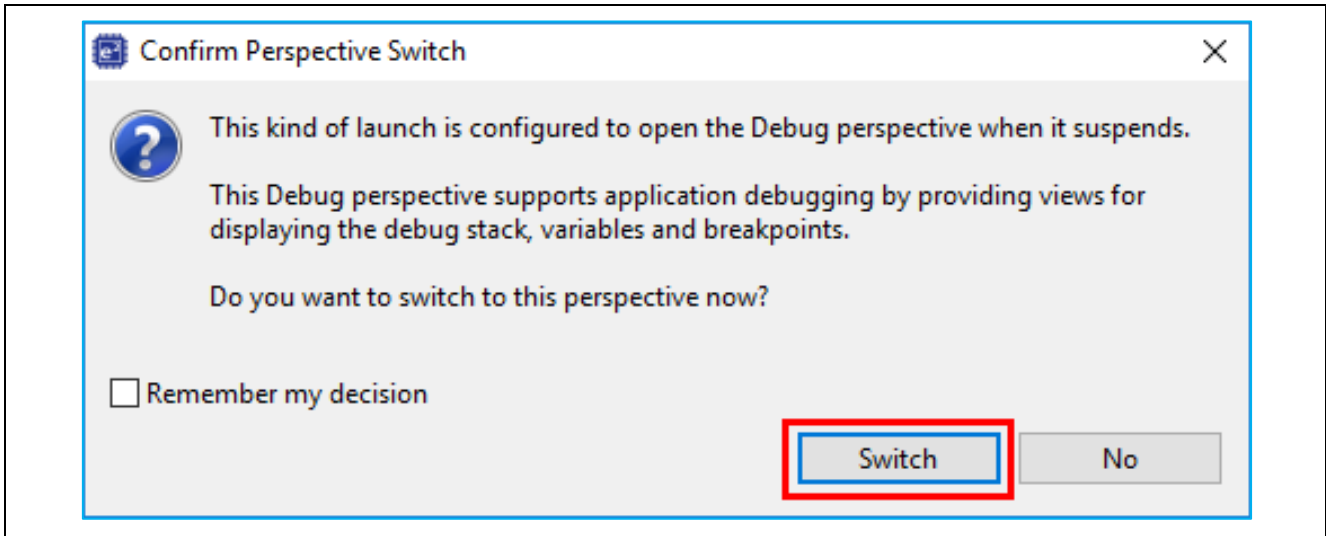 Confirm Perspective Switch
This kind of launch is configured to open the Debug perspective when it suspends.
This Debug perspective supports application debugging by providing views for
displaying the debug stack, variables and breakpoints.
Do you want to switch to this perspective now?
Remember my decision
Switch
No